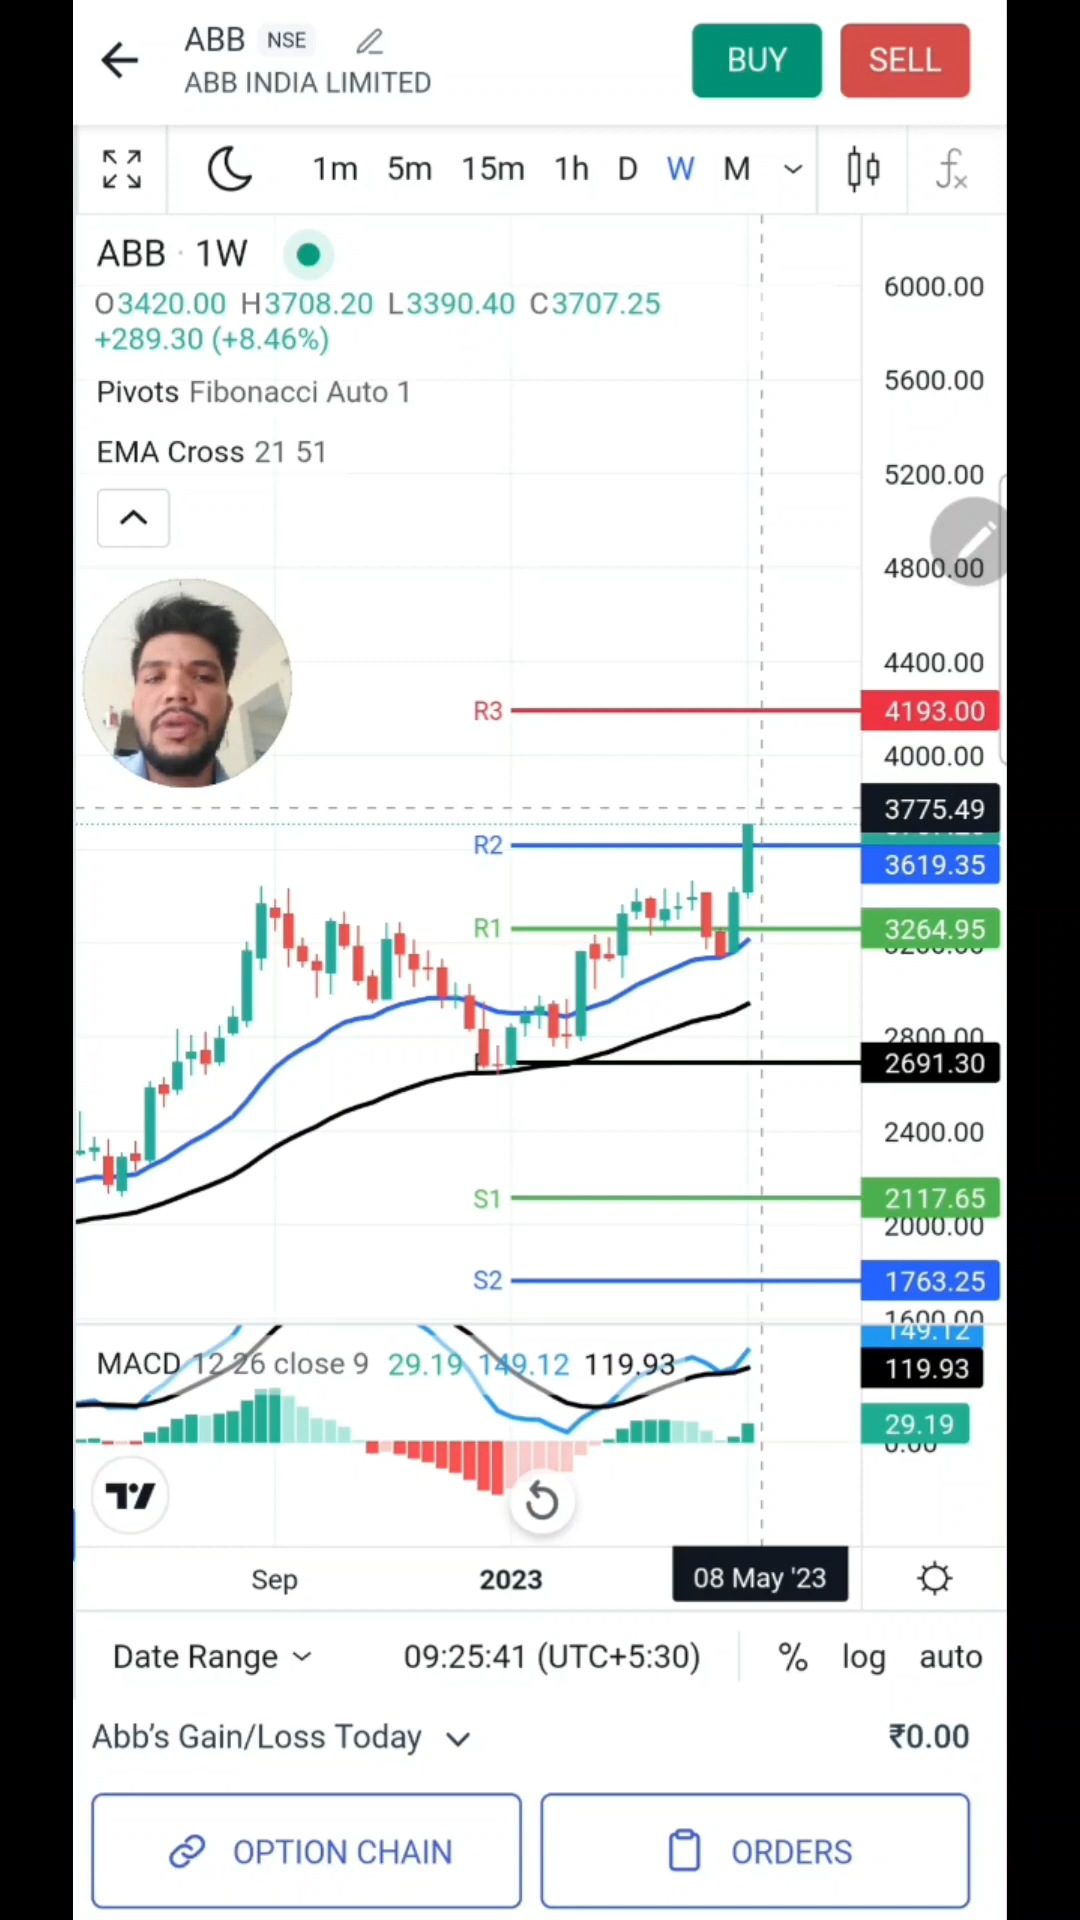 ABB NSE
ABB INDIA LIMITED
BUY
SELL
1m 5m 15m 1h D W M
ABB · 1W
O3420.00 H3708.20 L3390.40 C3707.25
+289.30 (+8.46%)
Pivots Fibonacci Auto 1
EMA Cross 21 51
6000.00
5600.00
5200.00
4800.00
4400.00
R3 4193.00
4000.00
3775.49
R2 3619.35
R1 3264.95
2800.00
2691.30
2400.00
S1 2117.65
2000.00
S2 1763.25
1600.00
149.12
MACD 12 26 close 9 29.19 149.12 119.93
119.93
29.19
0.00
Sep 2023 08 May '23
Date Range 09:25:41 (UTC+5:30) % log auto
Abb's Gain/Loss Today ₹0.00
OPTION CHAIN
ORDERS